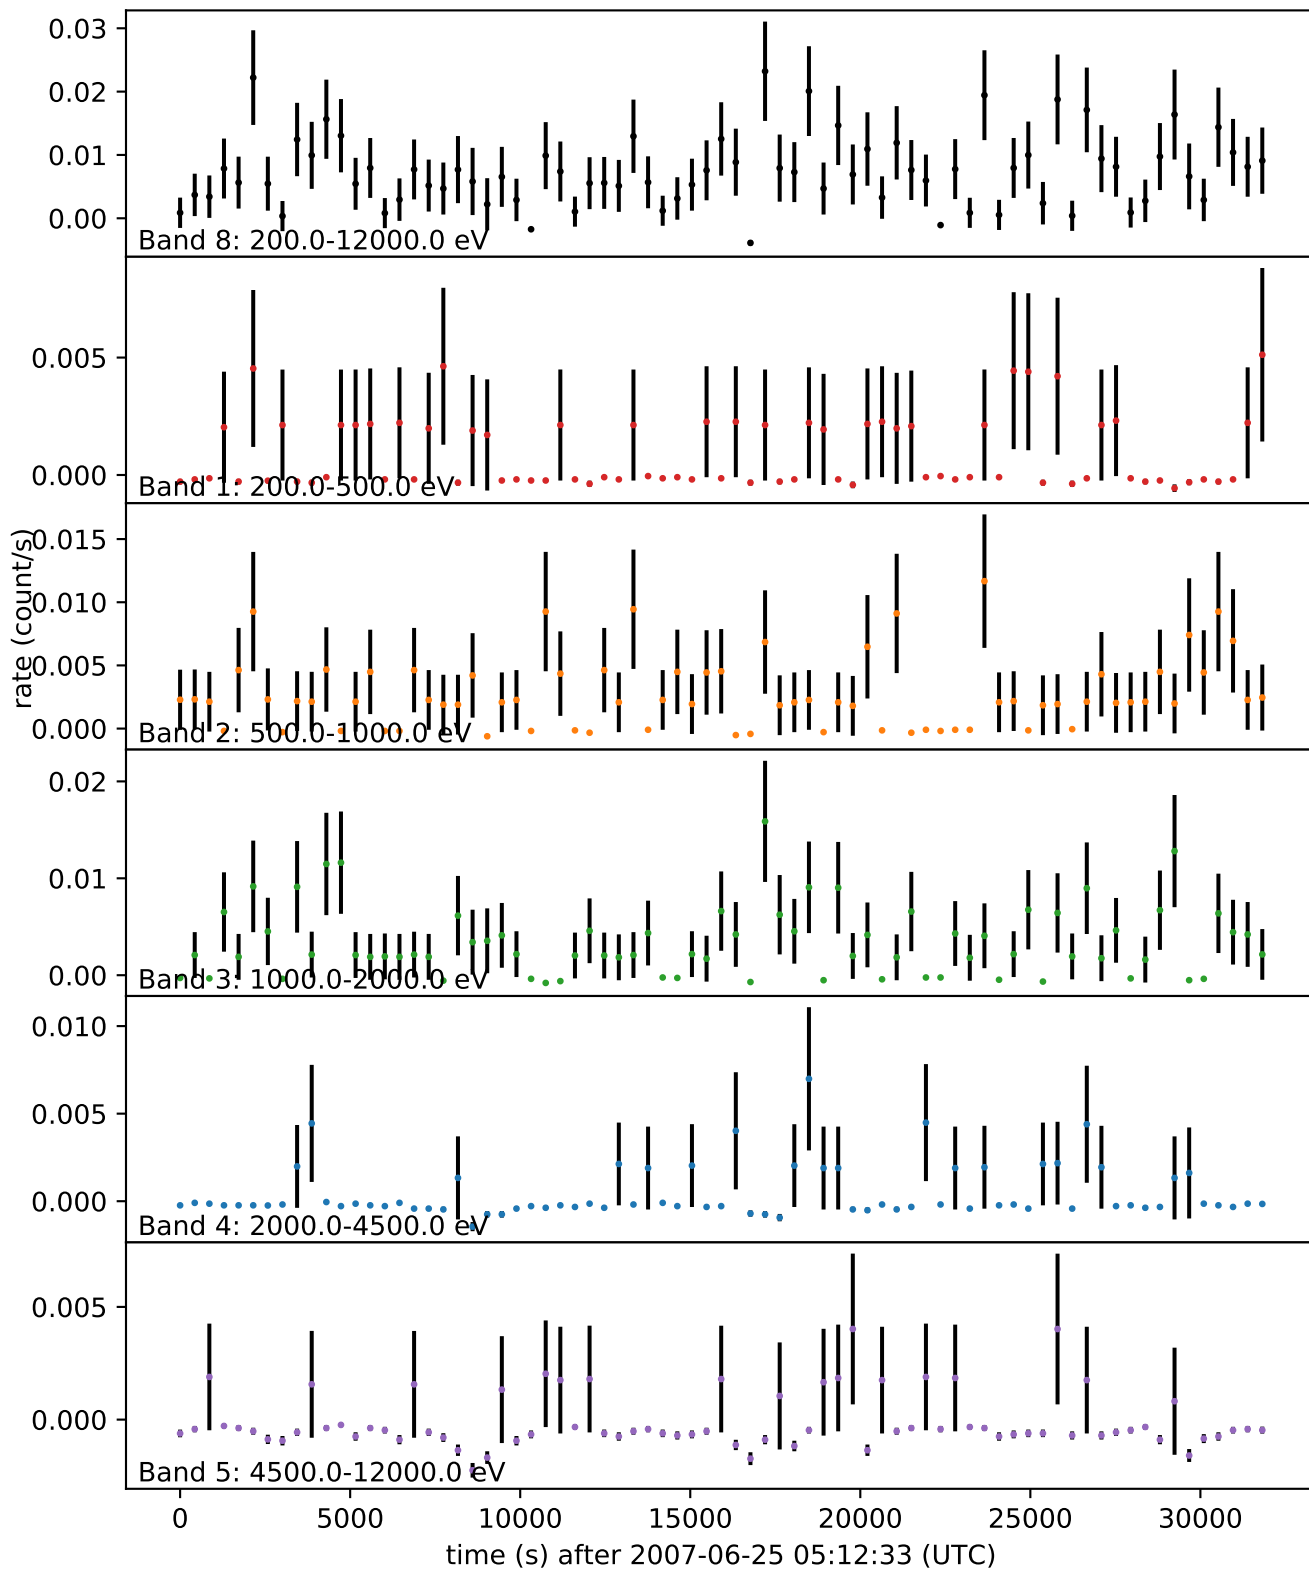 0.03
0.02
0.01
0.00
Band 8: 200.0-12000.0 eV
0.005
0.000
Band 1: 200.0-500.0 eV
rate (count/s)
0.015
0.010
0.005
0.000
Band 2: 500.0-1000.0 eV
0.02
0.01
0.00
Band 3: 1000.0-2000.0 eV
0.010
0.005
0.000
Band 4: 2000.0-4500.0 eV
0.005
0.000
Band 5: 4500.0-12000.0 eV
0 5000 10000 15000 20000 25000 30000
time (s) after 2007-06-25 05:12:33 (UTC)